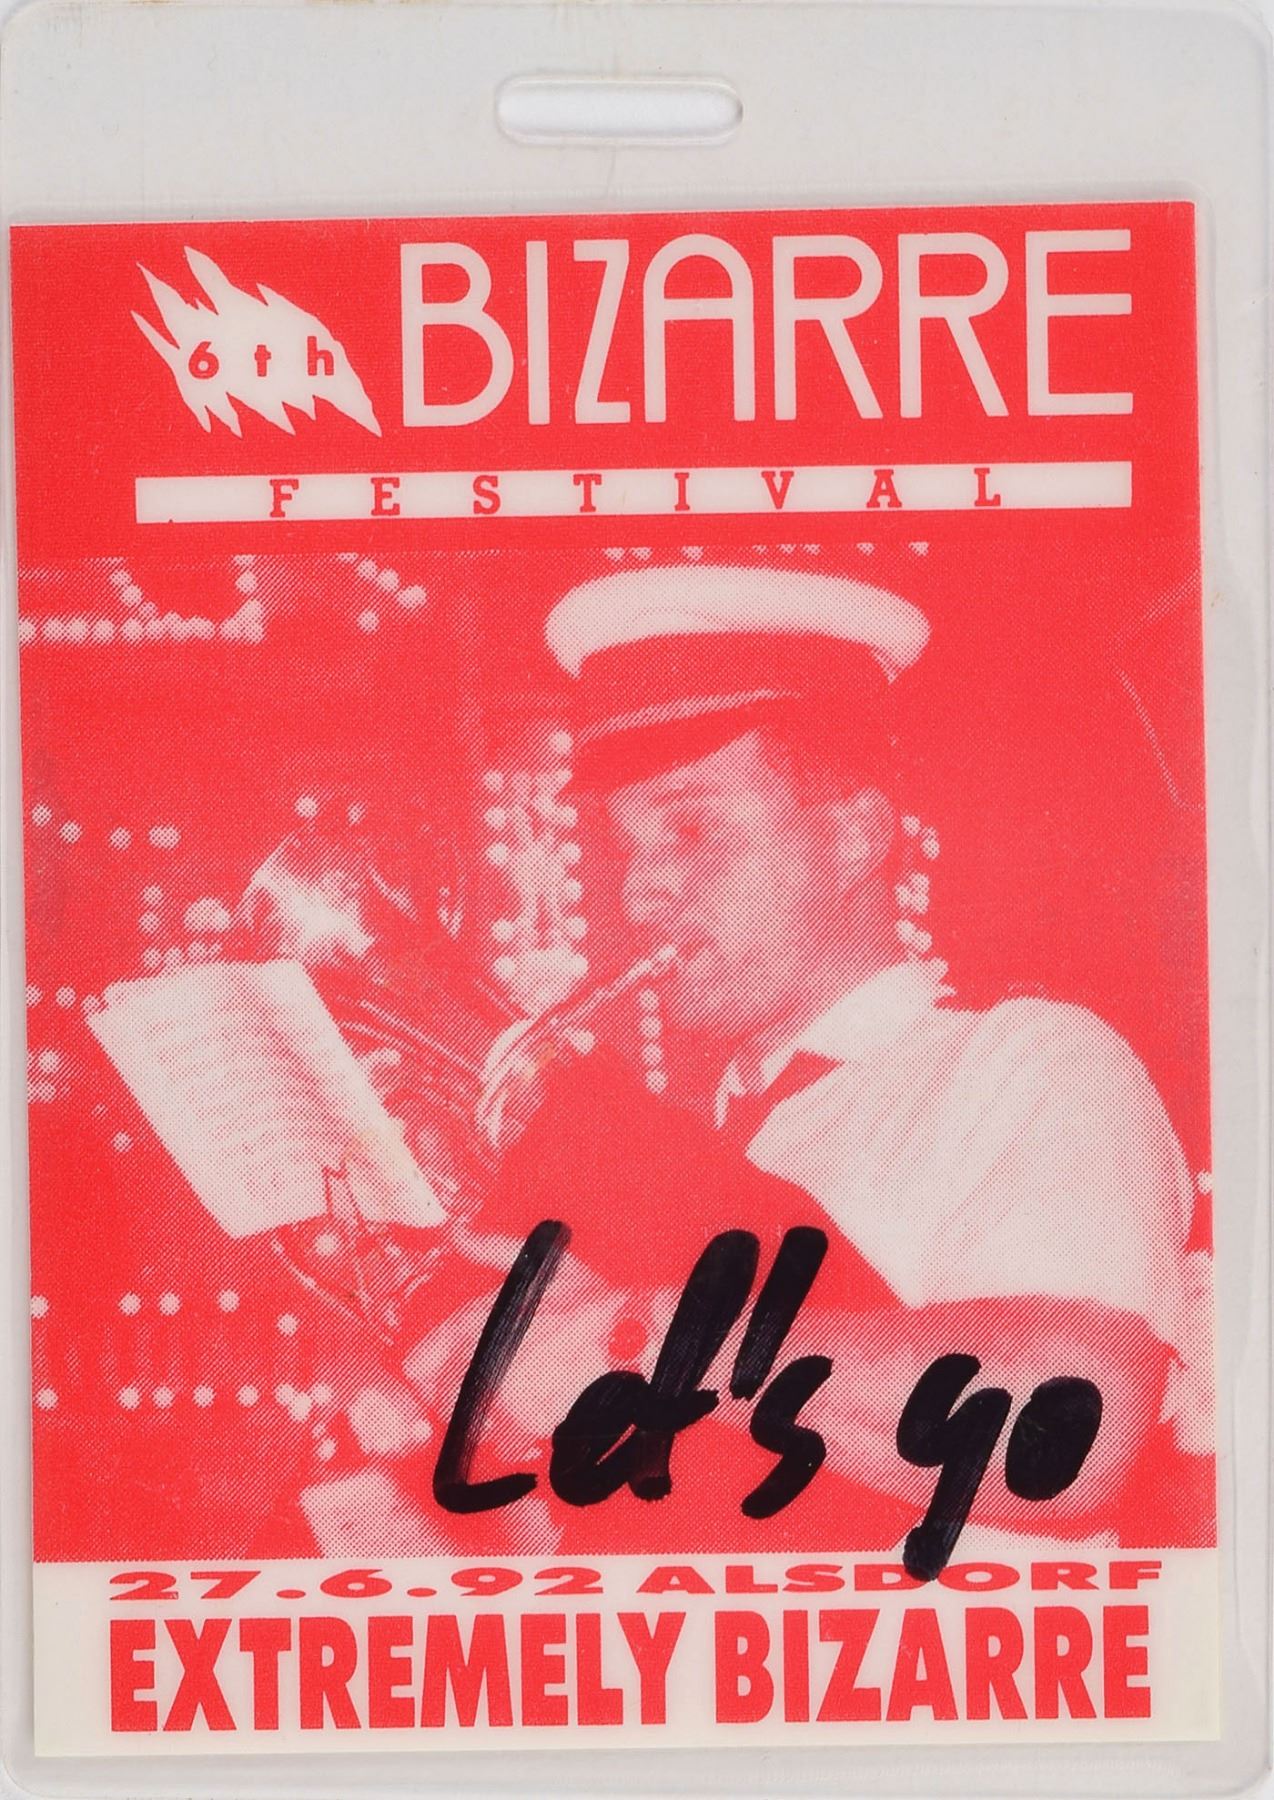 6th BIZARRE
FESTIVAL
Let's go
27.6.92 ALSDORF
EXTREMELY BIZARRE